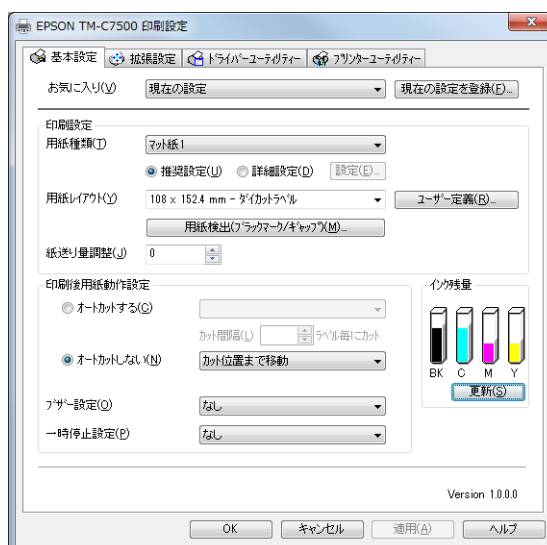 EPSON TM-C7500 印刷設定
基本設定 拡張設定 ドライバーユーティリティー プリンターユーティリティー
お気に入り(V) 現在の設定 現在の設定を登録(F)...
印刷設定
用紙種類(T) マット紙1
推奨設定(U) 詳細設定(D) 設定(E)...
用紙レイアウト(Y) 108 x 152.4 mm - ダイカットラベル ユーザー定義(R)...
用紙検出(ブラックマーク/ギャップ)(M)...
紙送り量調整(J) 0
印刷後用紙動作設定 インク残量
オートカットする(C)
カット間隔(L) ラベル毎にカット
オートカットしない(N) カット位置まで移動
BK C M Y
更新(S)
ブザー設定(O) なし
一時停止設定(P) なし
Version 1.0.0.0
OK キャンセル 適用(A) ヘルプ